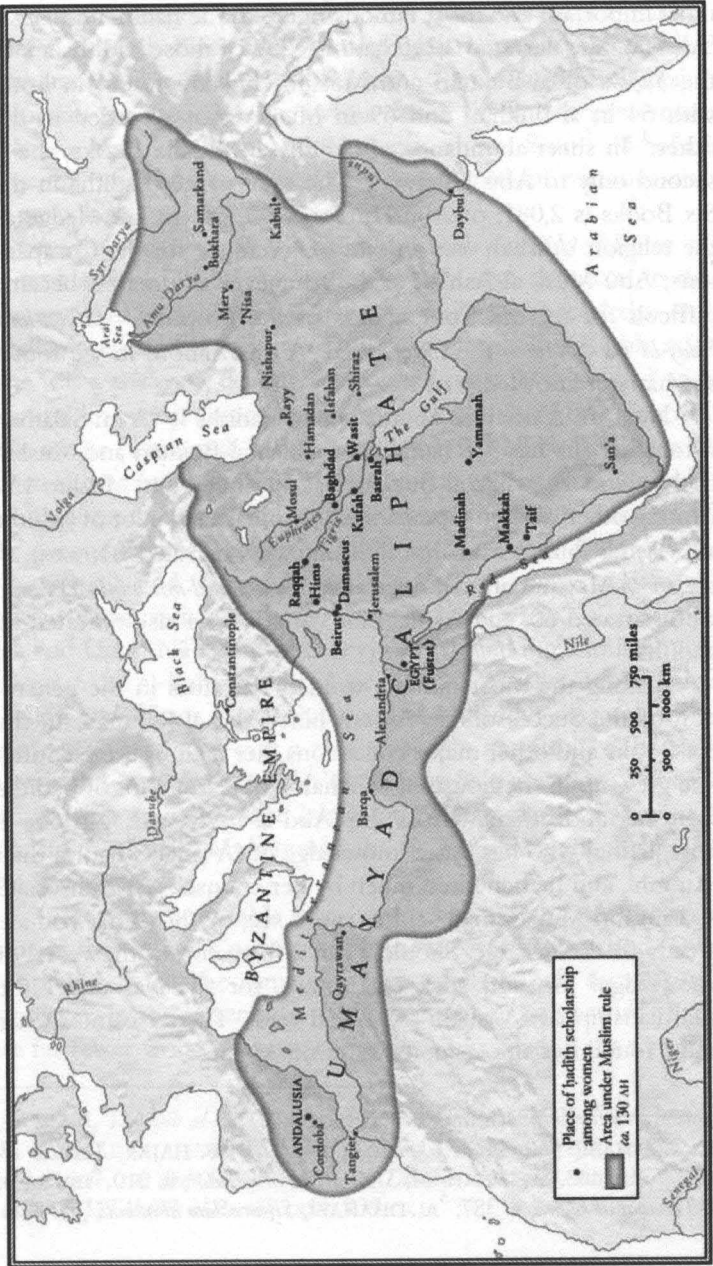 Rhine
Danube
Volga
Syr Darya
Aral
Sea
Amu Darya
Black Sea
Caspian Sea
Constantinople
BYZANTINE EMPIRE
Samarkand
Bukhara
Merv
Nisa
Kabul
Nishapur
Rayy
Hamadan
Isfahan
Shiraz
Mosul
Baghdad
Wasit
Euphrates
Tigris
Kufah
Basrah
The Gulf
Raqqah
Hims
Damascus
Beirut
Jerusalem
Mediterranean Sea
ANDALUSIA
Cordoba
Tangier
Qayrawan
Barqa
Alexandria
EGYPT
(Fustat)
UMAYYAD CALIPHATE
Indus
Daybul
Arabian
Sea
Yamamah
Madinah
Makkah
Taif
San'a
Red Sea
Nile
Niger
Senegal
Place of hadith scholarship
among women
Area under Muslim rule
ca. 130 AH
0 250 500 750 miles
0 500 1000 km